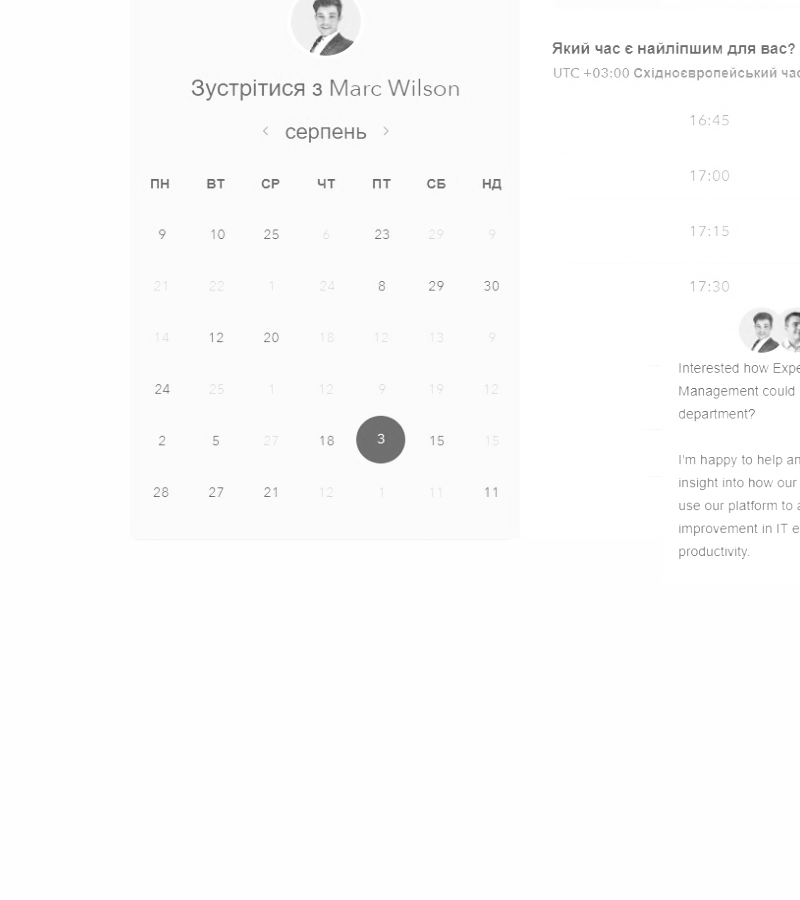 Зустрітися з Marc Wilson
‹ серпень ›
ПН ВТ СР ЧТ ПТ СБ НД
9 10 25 6 23 29 9
21 22 1 24 8 29 30
14 12 20 18 12 13 9
24 25 1 12 9 19 12
2 5 27 18 3 15 15
28 27 21 12 1 11 11
Який час є найліпшим для вас?
UTC +03:00 Східноєвропейський час
16:45
17:00
17:15
17:30
Interested how Expe
Management could
department?
I'm happy to help an
insight into how our
use our platform to a
improvement in IT e
productivity.